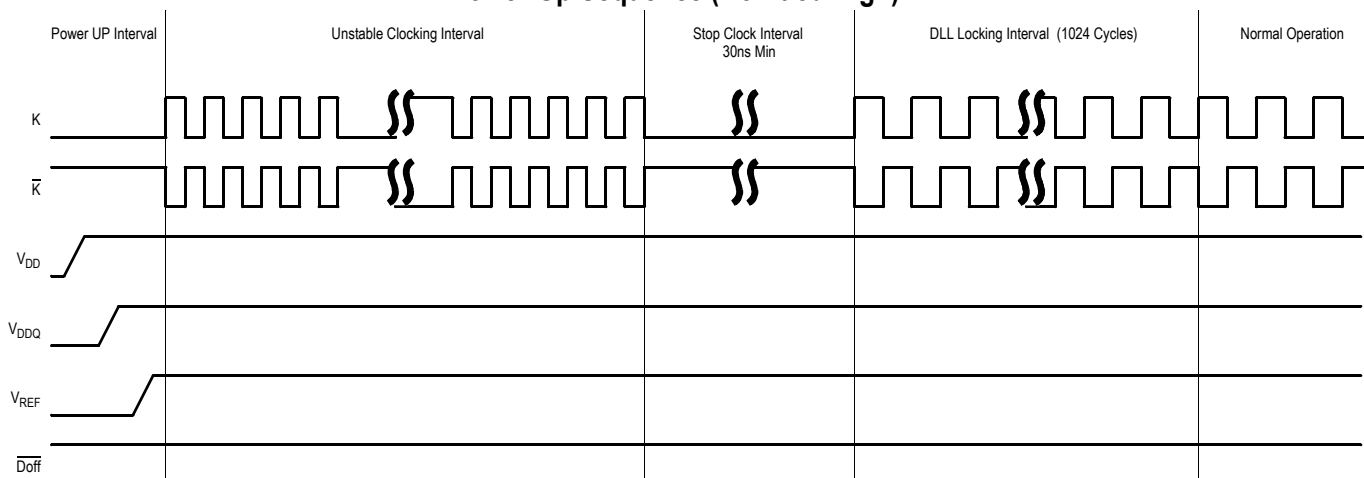 Power UP Interval
Unstable Clocking Interval
Stop Clock Interval
30ns Min
DLL Locking Interval (1024 Cycles)
Normal Operation
K
K̅
VDD
VDDQ
VREF
D̅o̅f̅f̅